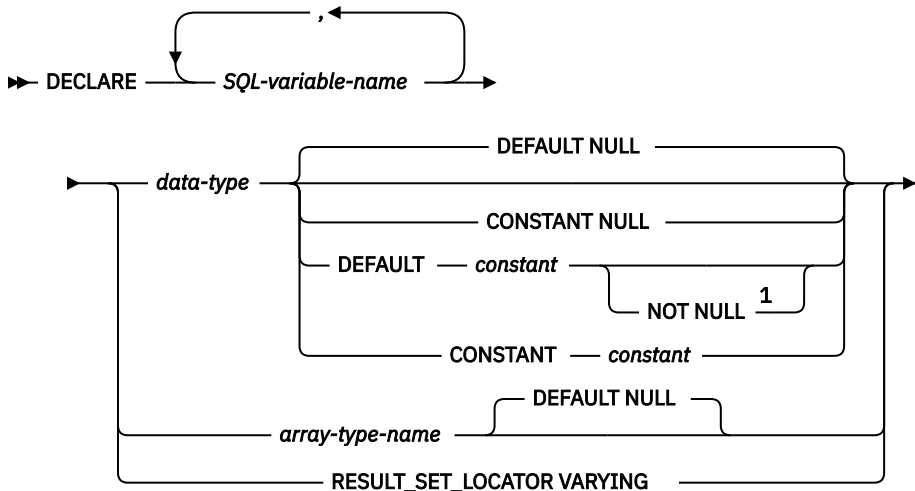 ,
DECLARE SQL-variable-name
DEFAULT NULL
data-type
CONSTANT NULL
DEFAULT constant
NOT NULL 1
CONSTANT constant
DEFAULT NULL
array-type-name
RESULT_SET_LOCATOR VARYING